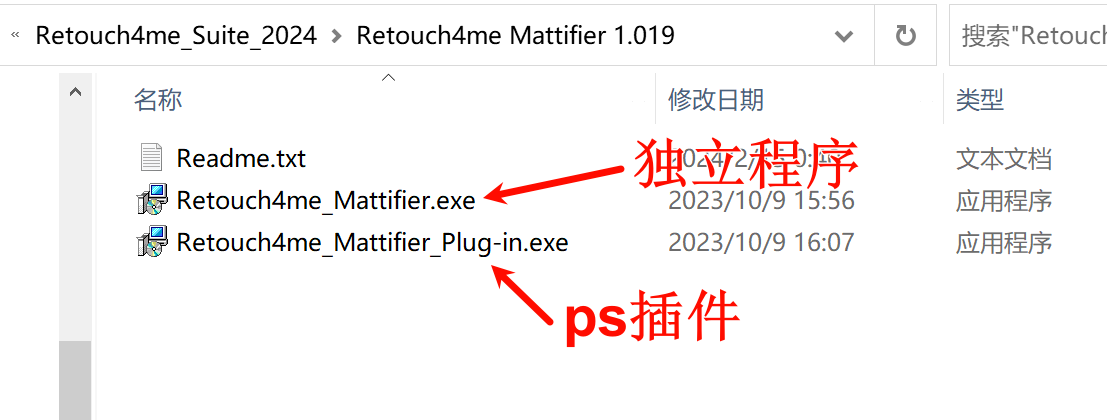 « Retouch4me_Suite_2024 > Retouch4me Mattifier 1.019 搜索"Retouch
名称 修改日期 类型
Readme.txt 文本文档
独立程序
Retouch4me_Mattifier.exe 2023/10/9 15:56 应用程序
Retouch4me_Mattifier_Plug-in.exe 2023/10/9 16:07 应用程序
ps插件